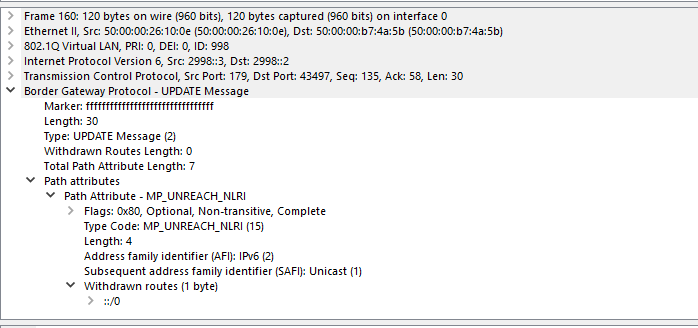 Frame 160: 120 bytes on wire (960 bits), 120 bytes captured (960 bits) on interface 0
Ethernet II, Src: 50:00:00:26:10:0e (50:00:00:26:10:0e), Dst: 50:00:00:b7:4a:5b (50:00:00:b7:4a:5b)
802.1Q Virtual LAN, PRI: 0, DEI: 0, ID: 998
Internet Protocol Version 6, Src: 2998::3, Dst: 2998::2
Transmission Control Protocol, Src Port: 179, Dst Port: 43497, Seq: 135, Ack: 58, Len: 30
Border Gateway Protocol - UPDATE Message
Marker: ffffffffffffffffffffffffffffffff
Length: 30
Type: UPDATE Message (2)
Withdrawn Routes Length: 0
Total Path Attribute Length: 7
Path attributes
Path Attribute - MP_UNREACH_NLRI
Flags: 0x80, Optional, Non-transitive, Complete
Type Code: MP_UNREACH_NLRI (15)
Length: 4
Address family identifier (AFI): IPv6 (2)
Subsequent address family identifier (SAFI): Unicast (1)
Withdrawn routes (1 byte)
::/0